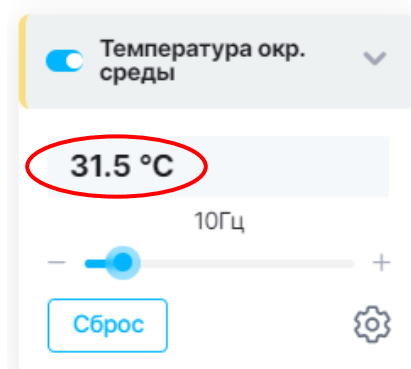 Температура окр.
среды
31.5 °C
10Гц
− +
Сброс